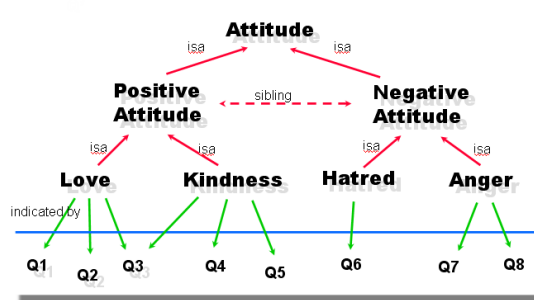 Attitude
isa isa
Positive
Attitude
sibling
Negative
Attitude
isa isa isa isa
Love Kindness Hatred Anger
indicated by
Q1 Q2 Q3 Q4 Q5 Q6 Q7 Q8